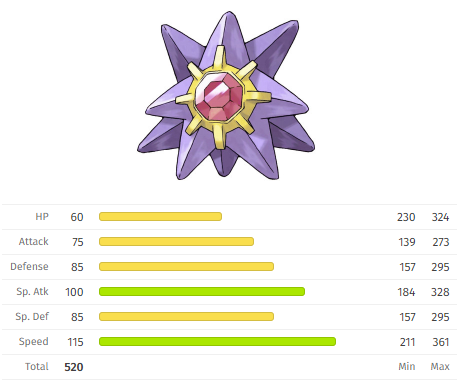 HP 60 230 324
Attack 75 139 273
Defense 85 157 295
Sp. Atk 100 184 328
Sp. Def 85 157 295
Speed 115 211 361
Total 520 Min Max